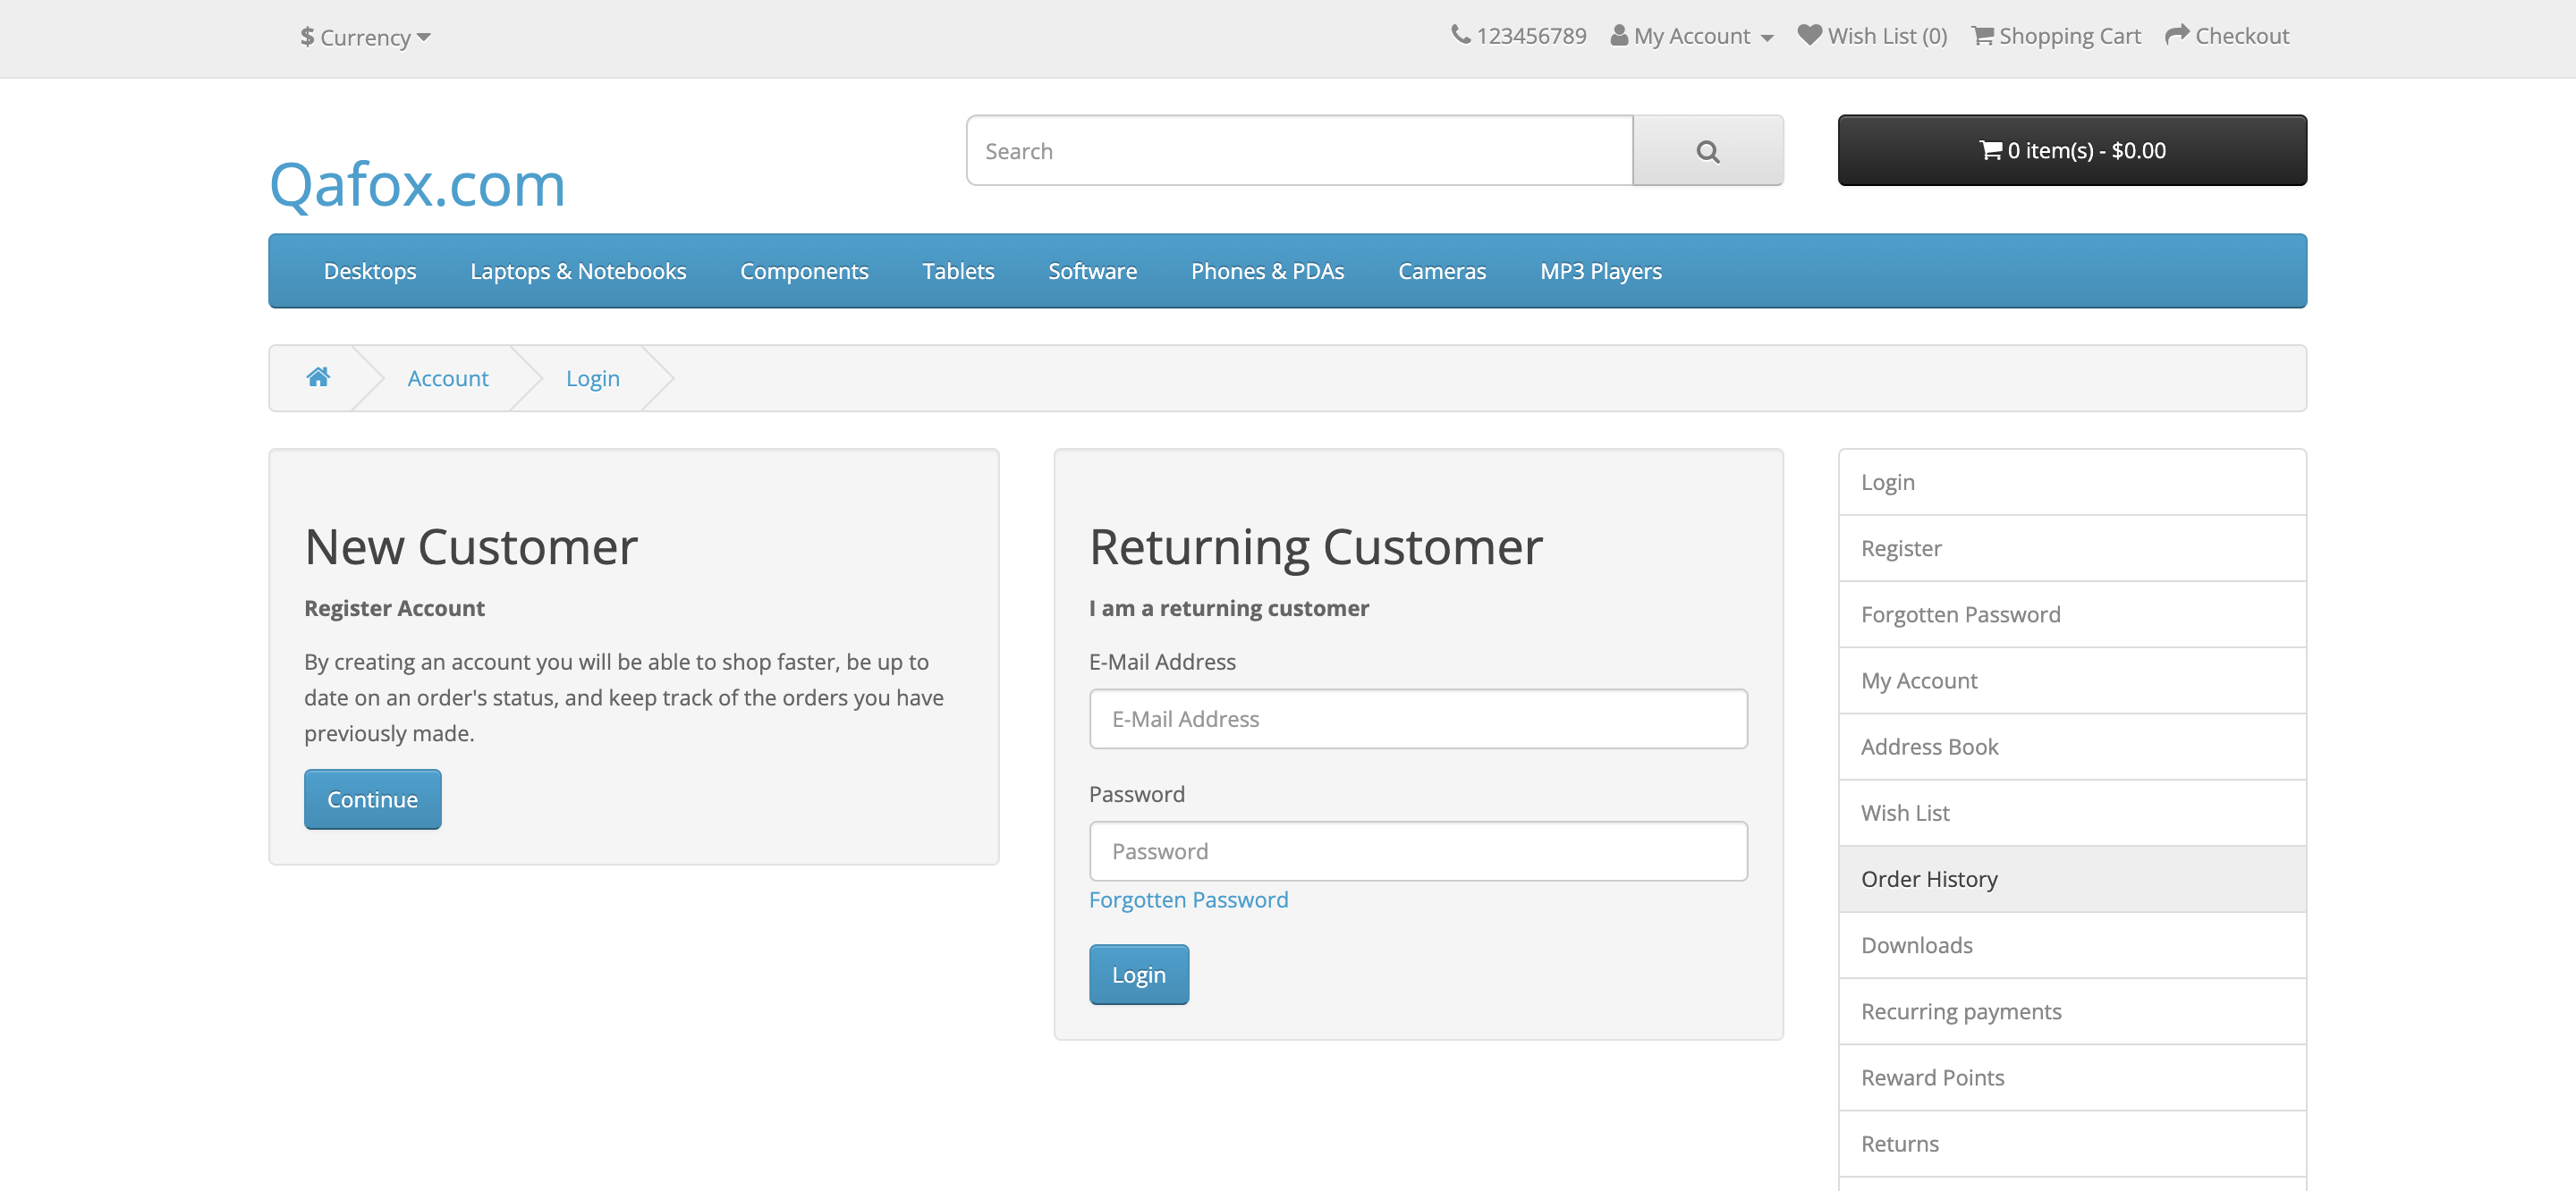 $ Currency
123456789 My Account Wish List (0) Shopping Cart Checkout
Qafox.com
Search
0 item(s) - $0.00
Desktops Laptops & Notebooks Components Tablets Software Phones & PDAs Cameras MP3 Players
Account Login
New Customer
Register Account
By creating an account you will be able to shop faster, be up to
date on an order's status, and keep track of the orders you have
previously made.
Continue
Returning Customer
I am a returning customer
E-Mail Address
E-Mail Address
Password
Password
Forgotten Password
Login
Login
Register
Forgotten Password
My Account
Address Book
Wish List
Order History
Downloads
Recurring payments
Reward Points
Returns